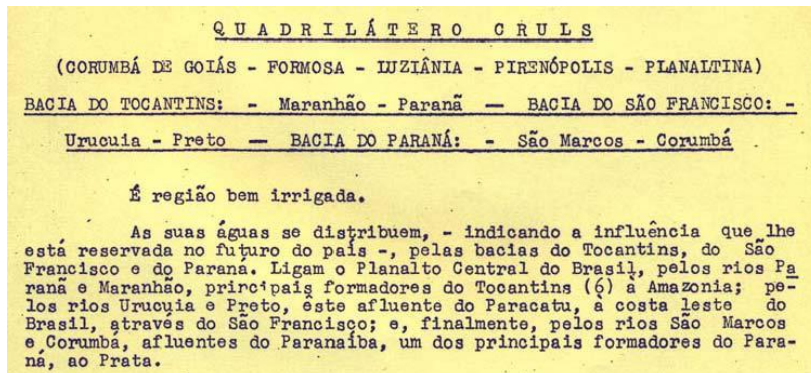 QUADRILÁTERO CRULS
(CORUMBÁ DE GOIÁS - FORMOSA - LUZIÂNIA - PIRENÓPOLIS - PLANALTINA)
BACIA DO TOCANTINS: - Maranhão - Paranã — BACIA DO SÃO FRANCISCO: -
Urucuia - Preto — BACIA DO PARANÁ: - São Marcos - Corumbá
É região bem irrigada.
As suas águas se distribuem, - indicando a influência que lhe
está reservada no futuro do país -, pelas bacias do Tocantins, do São
Francisco e do Paraná. Ligam o Planalto Central do Brasil, pelos rios Pa
ranã e Maranhão, principais formadores do Tocantins (6) à Amazonia; pe-
los rios Urucuia e Preto, êste afluente do Paracatu, à costa leste do
Brasil, através do São Francisco; e, finalmente, pelos rios São Marcos
e Corumbá, afluentes do Paranaíba, um dos principais formadores do Para-
ná, ao Prata.